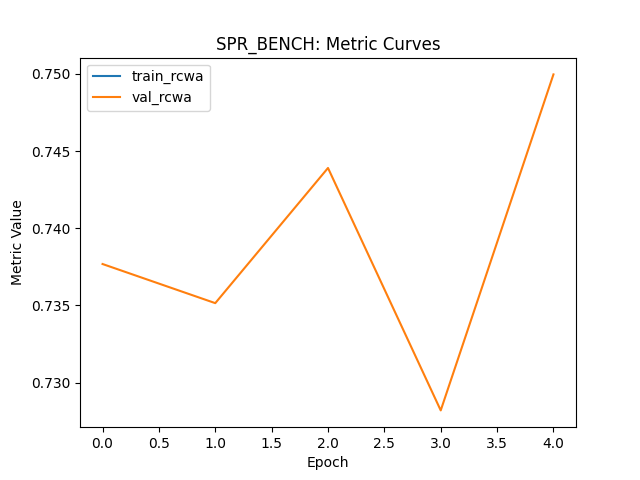 SPR_BENCH: Metric Curves
train_rcwa
val_rcwa
0.750
0.745
0.740
0.735
0.730
Metric Value
0.0 0.5 1.0 1.5 2.0 2.5 3.0 3.5 4.0
Epoch